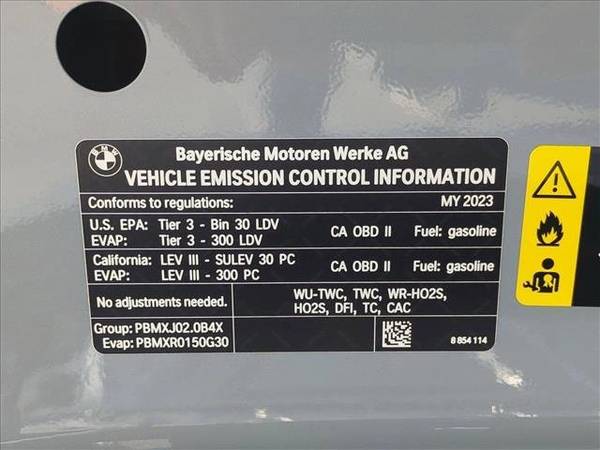 BMW
Bayerische Motoren Werke AG
VEHICLE EMISSION CONTROL INFORMATION
Conforms to regulations: MY 2023
U.S. EPA: Tier 3 - Bin 30 LDV CA OBD II Fuel: gasoline
EVAP: Tier 3 - 300 LDV
California: LEV III - SULEV 30 PC CA OBD II Fuel: gasoline
EVAP: LEV III - 300 PC
No adjustments needed. WU-TWC, TWC, WR-HO2S,
HO2S, DFI, TC, CAC
Group: PBMXJ02.0B4X
Evap: PBMXR0150G30
8 854 114